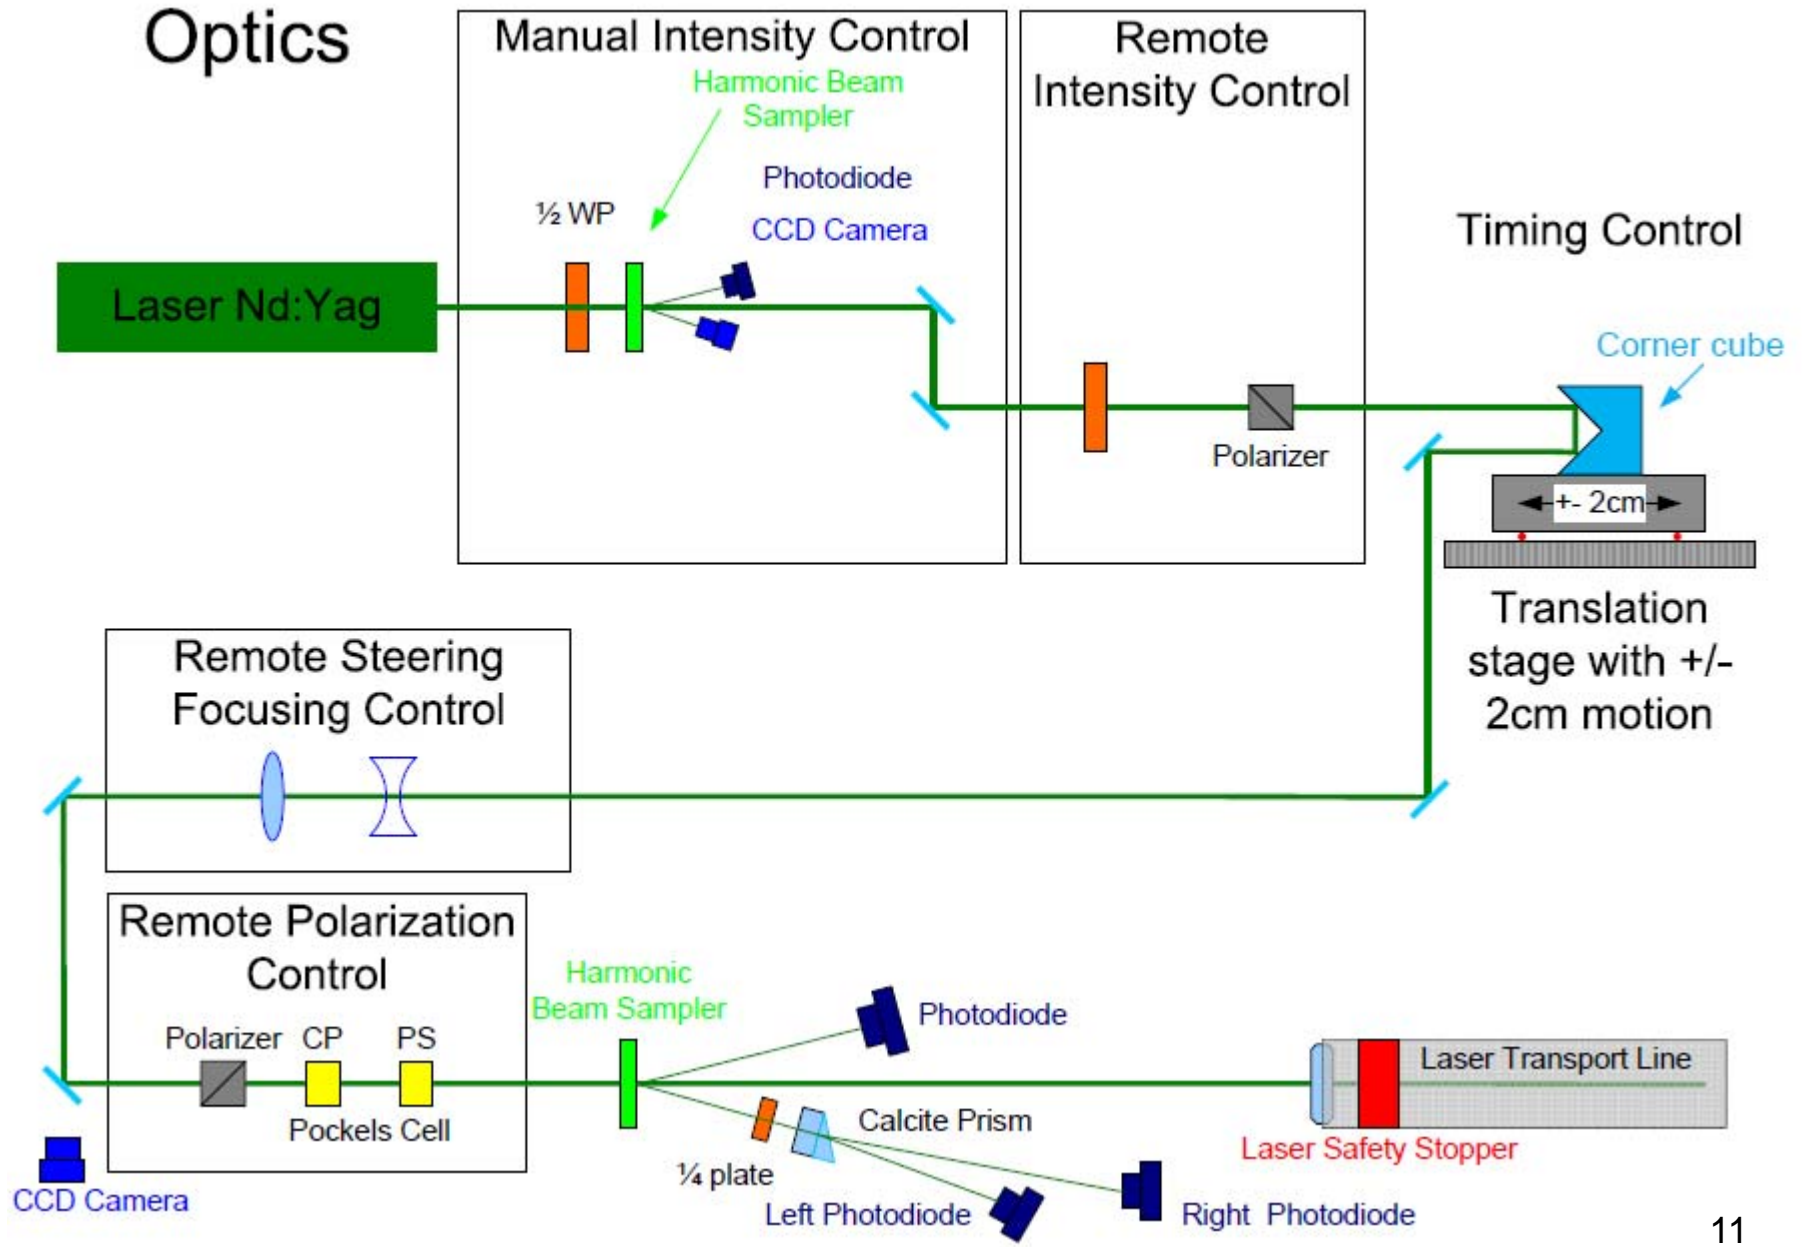 Optics
Manual Intensity Control
Harmonic Beam
Sampler
Photodiode
CCD Camera
½ WP
Laser Nd:Yag
Remote
Intensity Control
Polarizer
Timing Control
Corner cube
+- 2cm
Translation
stage with +/-
2cm motion
Remote Steering
Focusing Control
Remote Polarization
Control
Polarizer
CP
PS
Pockels Cell
CCD Camera
Harmonic
Beam Sampler
Photodiode
Calcite Prism
¼ plate
Left Photodiode
Right Photodiode
Laser Transport Line
Laser Safety Stopper
11